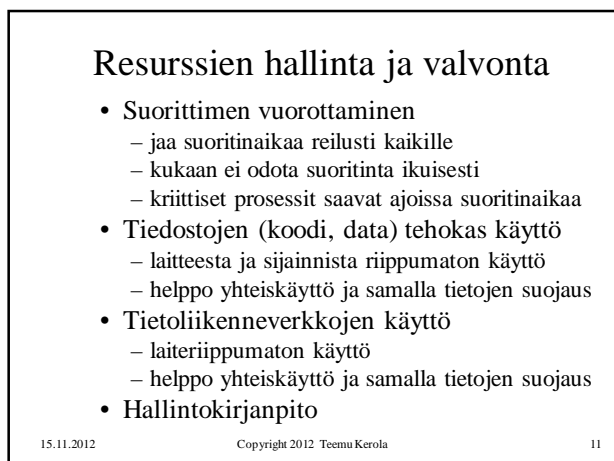 Resurssien hallinta ja valvonta
• Suorittimen vuorottaminen
– jaa suoritinaikaa reilusti kaikille
– kukaan ei odota suoritinta ikuisesti
– kriittiset prosessit saavat ajoissa suoritinaikaa
• Tiedostojen (koodi, data) tehokas käyttö
– laitteesta ja sijainnista riippumaton käyttö
– helppo yhteiskäyttö ja samalla tietojen suojaus
• Tietoliikenneverkkojen käyttö
– laiteriippumaton käyttö
– helppo yhteiskäyttö ja samalla tietojen suojaus
• Hallintokirjanpito
15.11.2012 Copyright 2012 Teemu Kerola 11